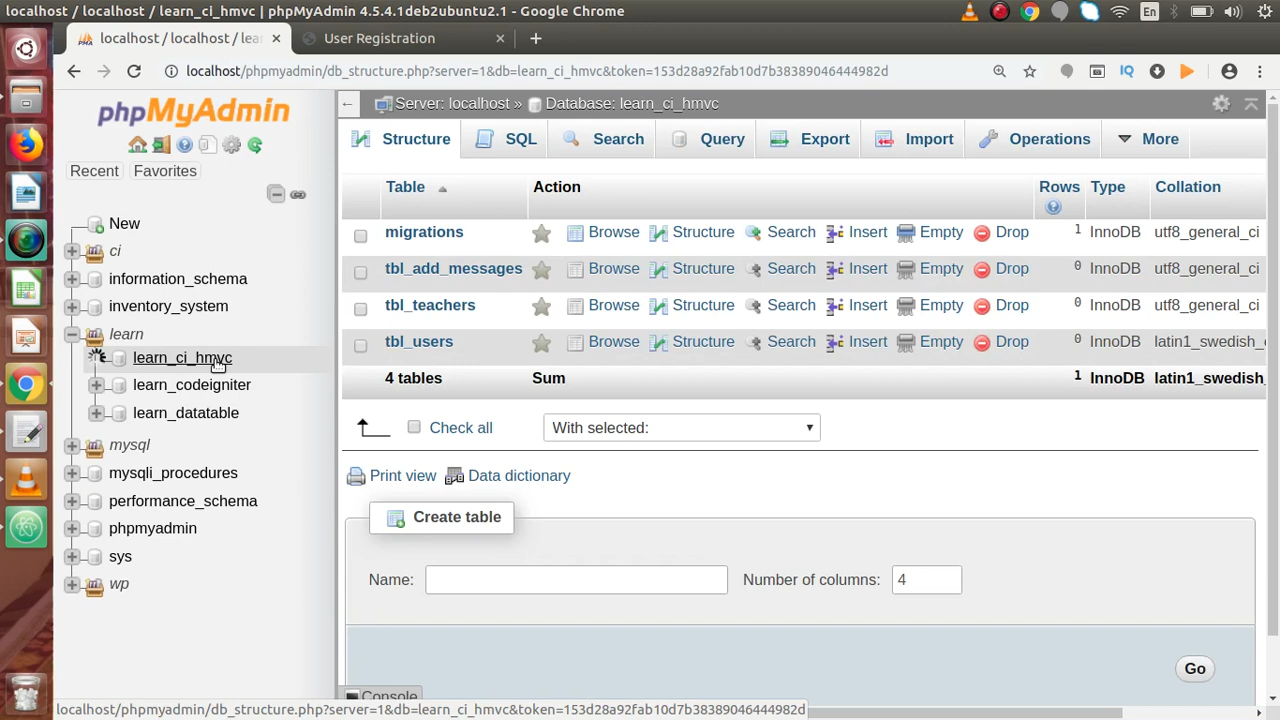 localhost / localhost / learn_ci_hmvc | phpMyAdmin 4.5.4.1deb2ubuntu2.1 - Google Chrome
En
localhost / localhost / lear
User Registration
localhost/phpmyadmin/db_structure.php?server=1&db=learn_ci_hmvc&token=153d28a92fab10d7b38389046444982d
IQ
phpMyAdmin
Server: localhost » Database: learn_ci_hmvc
Structure SQL Search Query Export Import Operations More
Recent Favorites
Table Action Rows Type Collation
New
migrations Browse Structure Search Insert Empty Drop 1 InnoDB utf8_general_ci
ci
tbl_add_messages Browse Structure Search Insert Empty Drop 0 InnoDB utf8_general_ci
information_schema
tbl_teachers Browse Structure Search Insert Empty Drop 0 InnoDB utf8_general_ci
inventory_system
learn
tbl_users Browse Structure Search Insert Empty Drop 0 InnoDB latin1_swedish_
learn_ci_hmvc
4 tables Sum 1 InnoDB latin1_swedish_
learn_codeigniter
learn_datatable
Check all With selected:
mysql
mysqli_procedures
Print view Data dictionary
performance_schema
Create table
phpmyadmin
sys
wp
Name: Number of columns: 4
Go
Console
localhost/phpmyadmin/db_structure.php?server=1&db=learn_ci_hmvc&token=153d28a92fab10d7b38389046444982d